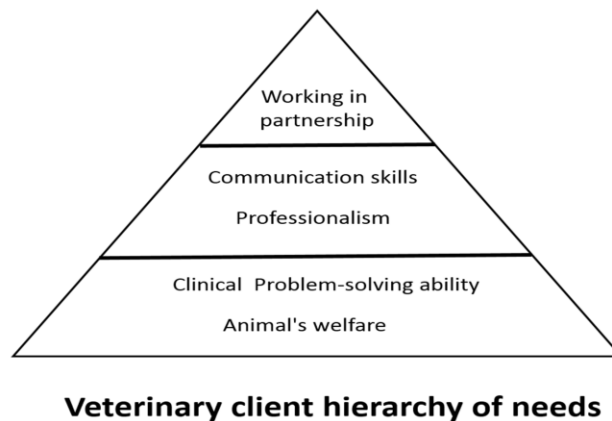 Working in
partnership
Communication skills
Professionalism
Clinical  Problem-solving ability
Animal's welfare
Veterinary client hierarchy of needs